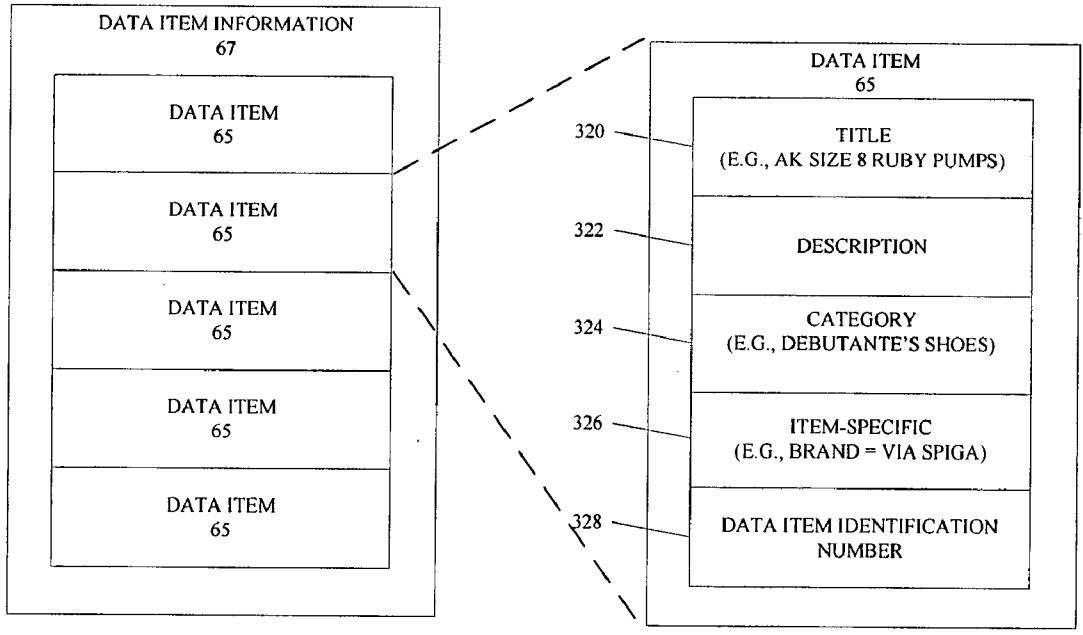 DATA ITEM INFORMATION
67
DATA ITEM
65
DATA ITEM
65
DATA ITEM
65
DATA ITEM
65
DATA ITEM
65
DATA ITEM
65
320
TITLE
(E.G., AK SIZE 8 RUBY PUMPS)
322
DESCRIPTION
324
CATEGORY
(E.G., DEBUTANTE'S SHOES)
326
ITEM-SPECIFIC
(E.G., BRAND = VIA SPIGA)
328
DATA ITEM IDENTIFICATION
NUMBER